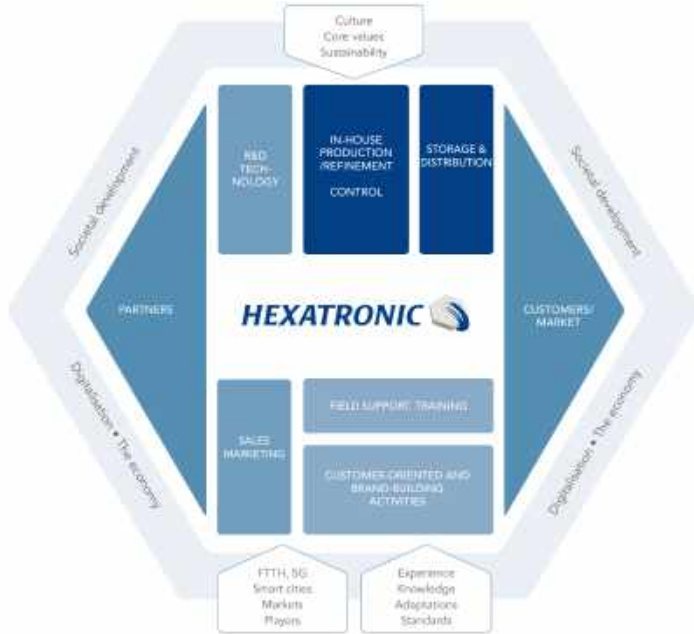 Culture
Core values
Sustainability
Societal development
Societal development
R&D
TECH-
NOLOGY
IN-HOUSE
PRODUCTION
/REFINEMENT
CONTROL
STORAGE &
DISTRIBUTION
PARTNERS
HEXATRONIC
CUSTOMERS/
MARKET
SALES
MARKETING
FIELD SUPPORT TRAINING
CUSTOMER-ORIENTED AND
BRAND-BUILDING
ACTIVITIES
Digitalisation • The economy
Digitalisation • The economy
FTTH, 5G
Smart cities
Markets
Players
Experience
Knowledge
Adaptations
Standards